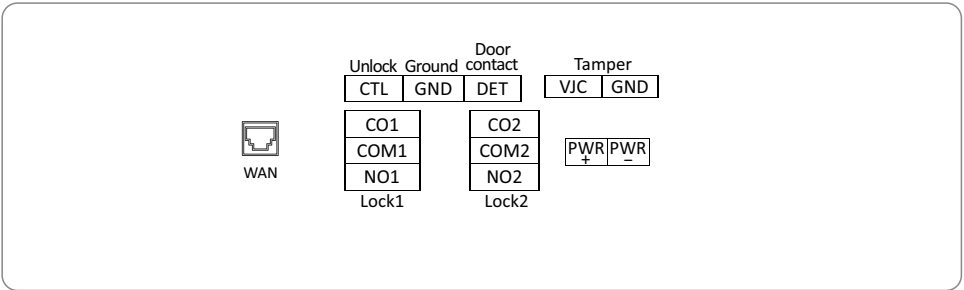 Door
Unlock Ground contact Tamper
CTL GND DET VJC GND
CO1 CO2
COM1 COM2 PWR PWR
+ −
WAN NO1 NO2
Lock1 Lock2